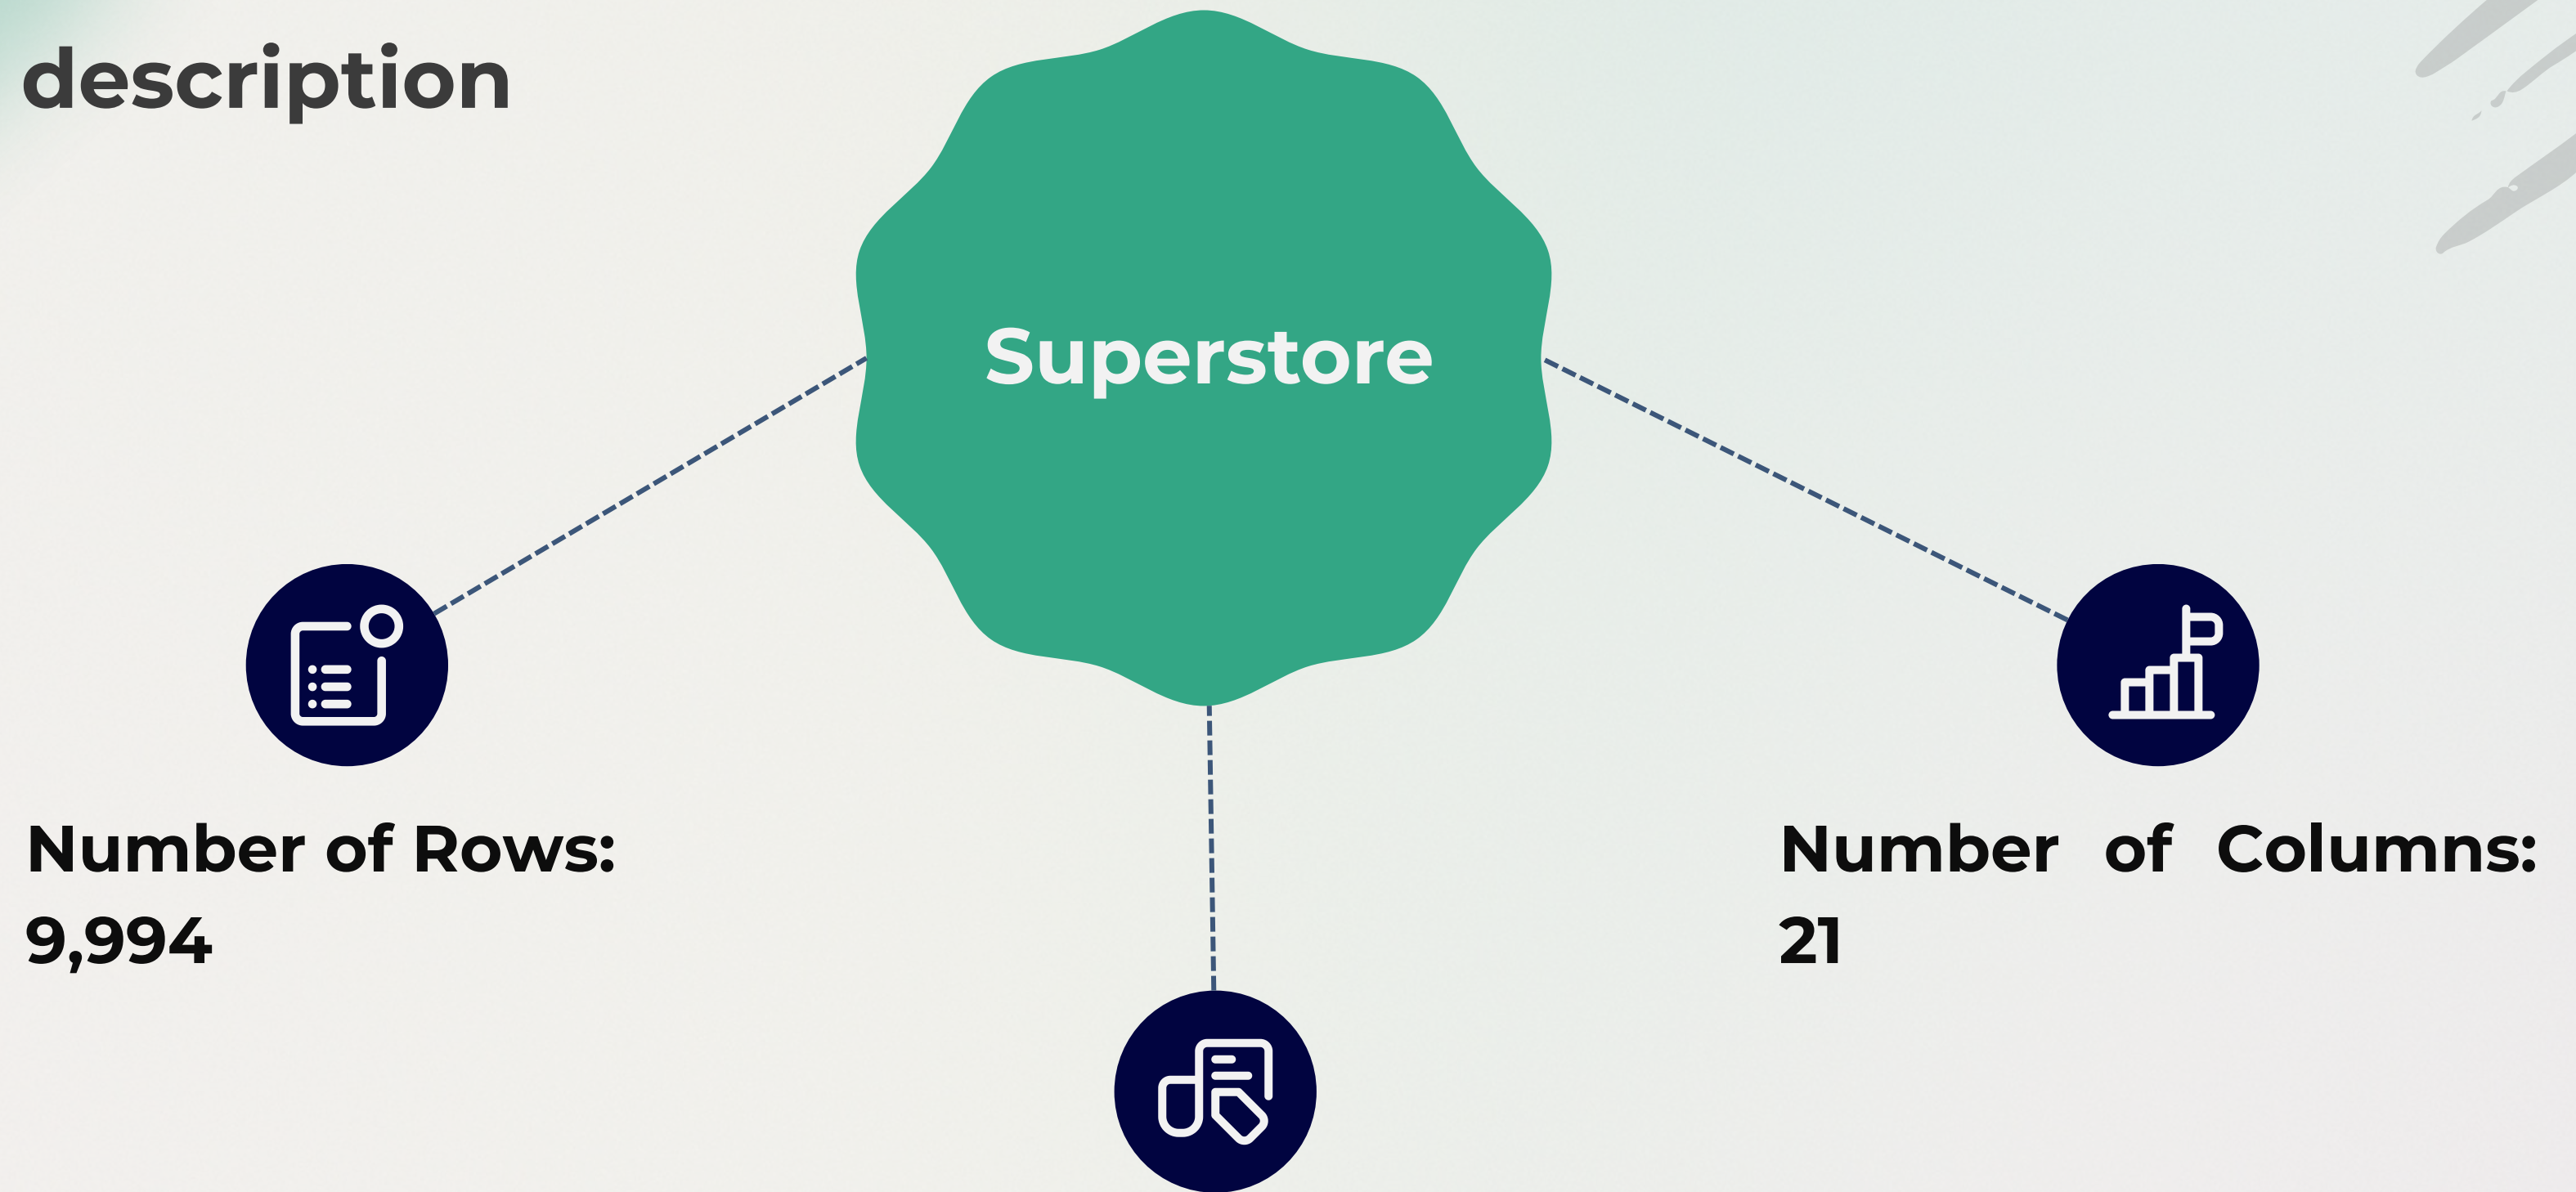 description
Superstore
Number of Rows:
9,994
Number of Columns:
21